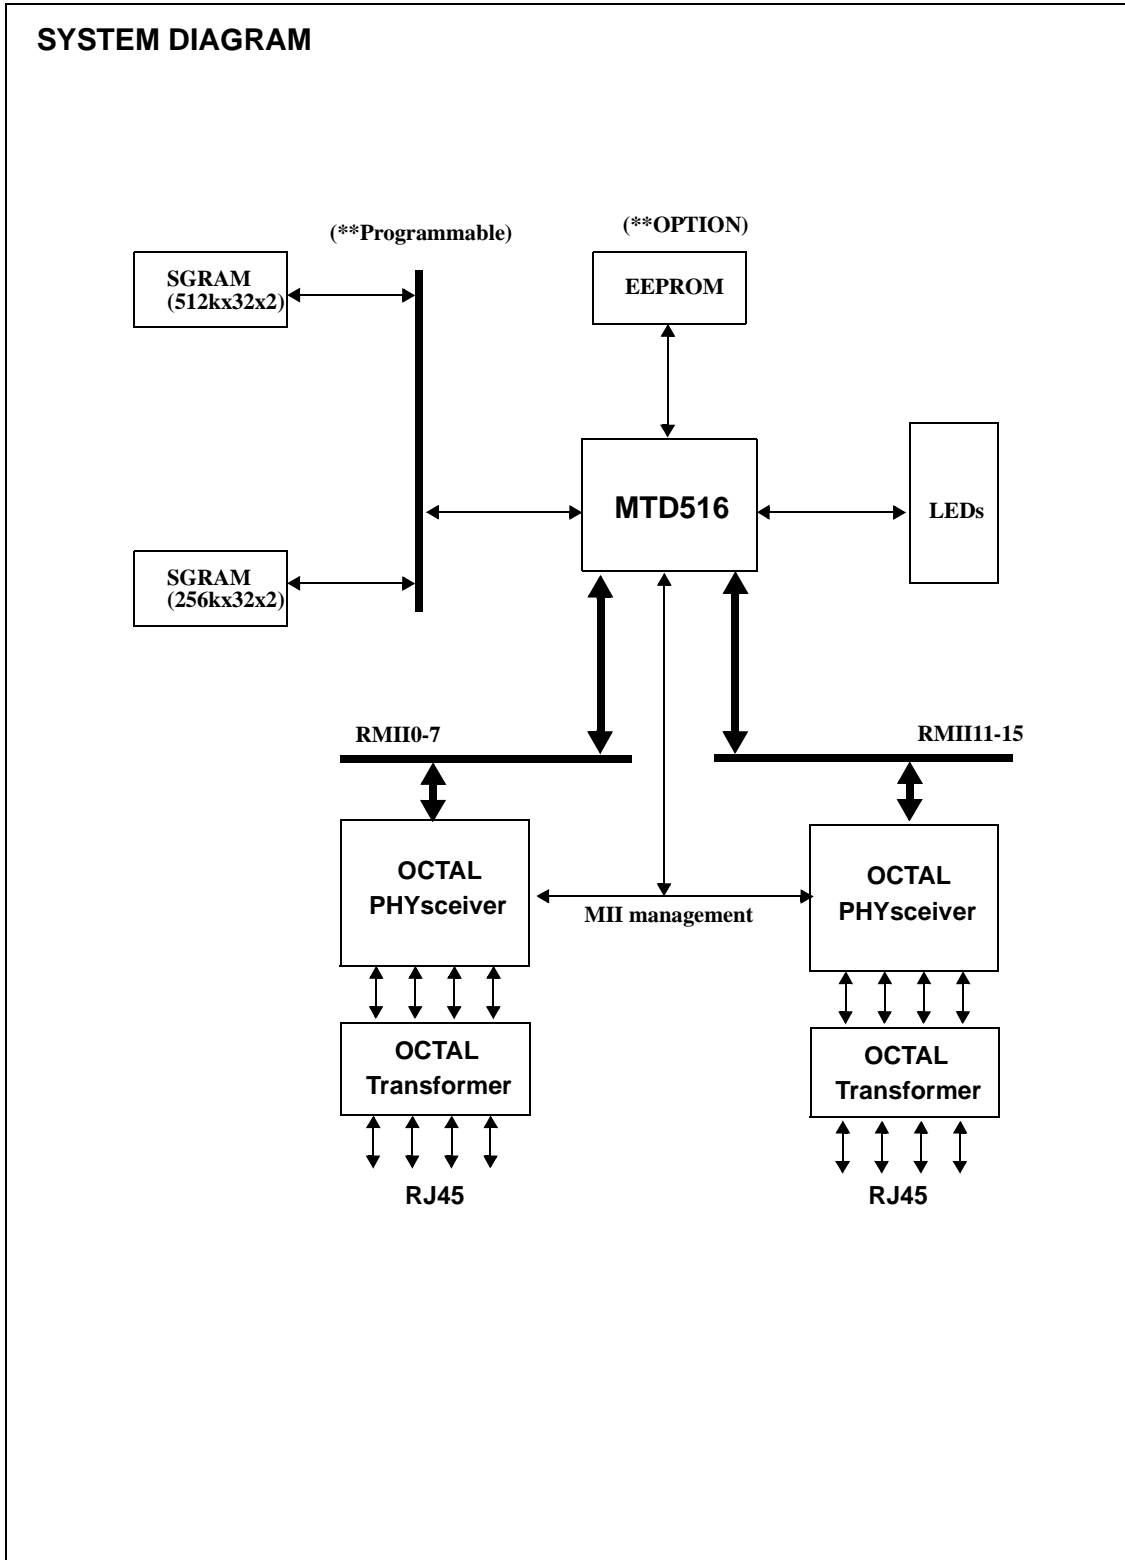 SYSTEM DIAGRAM
(**Programmable)
(**OPTION)
SGRAM
(512kx32x2)
EEPROM
MTD516
LEDs
SGRAM
(256kx32x2)
RMII0-7
RMII11-15
OCTAL
PHYsceiver
MII management
OCTAL
PHYsceiver
OCTAL
Transformer
OCTAL
Transformer
RJ45
RJ45